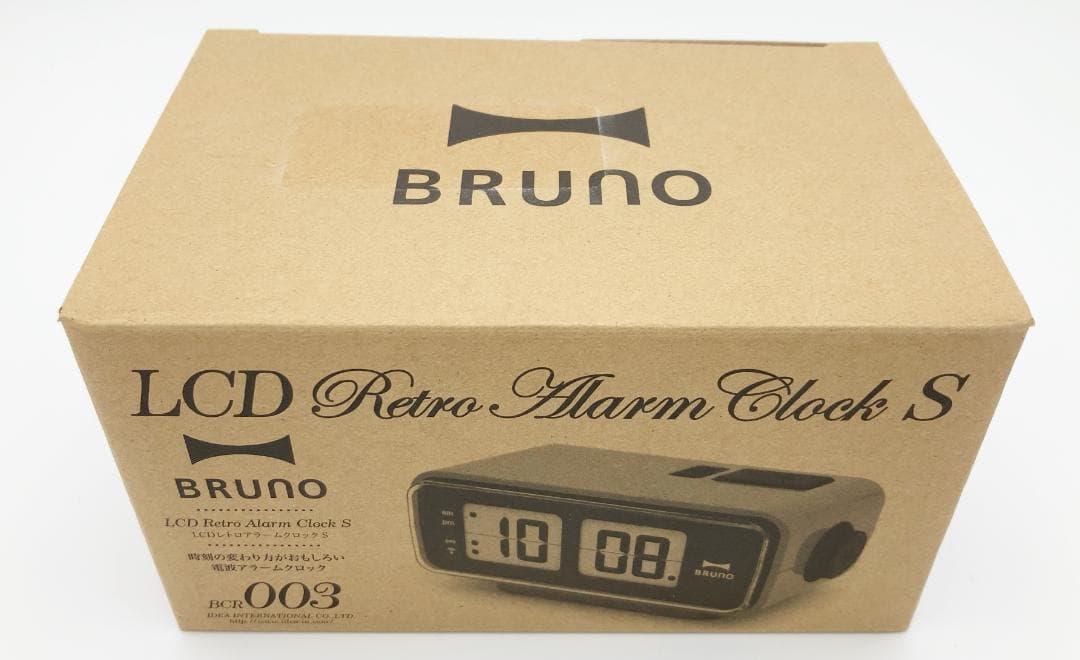 BRUNO
LCD Retro Alarm Clock S
BRUNO
LCD Retro Alarm Clock S
LCDレトロアラームクロックS
時刻の変わり方がおもしろい
電波アラームクロック
BCR003
IDEA INTERNATIONAL CO.,LTD.
10 08
BRUNO